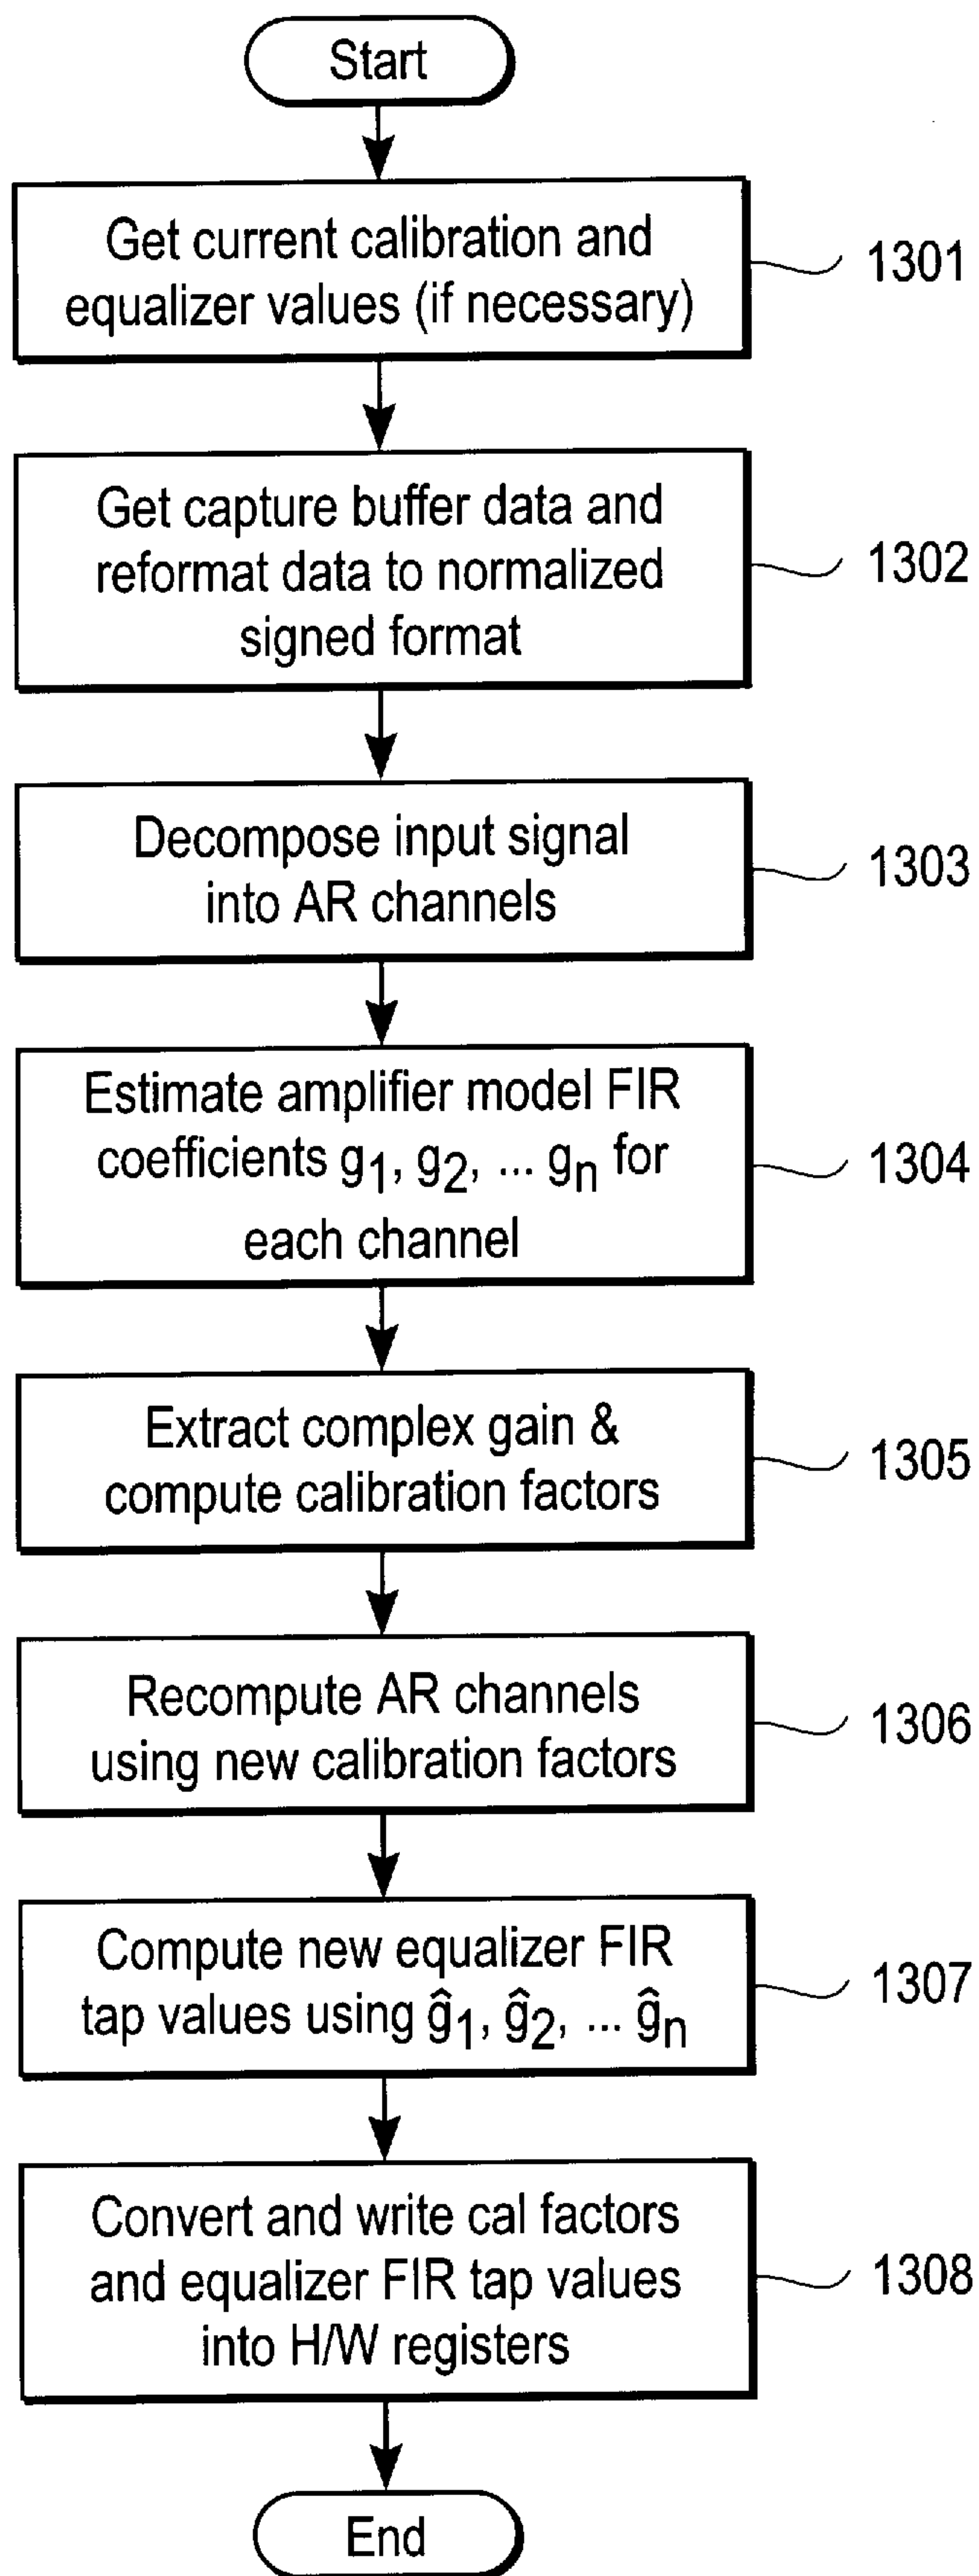 Start
Get current calibration and
equalizer values (if necessary)
1301
Get capture buffer data and
reformat data to normalized
signed format
1302
Decompose input signal
into AR channels
1303
Estimate amplifier model FIR
coefficients g1, g2, ... gn for
each channel
1304
Extract complex gain &
compute calibration factors
1305
Recompute AR channels
using new calibration factors
1306
Compute new equalizer FIR
tap values using ĝ1, ĝ2, ... ĝn
1307
Convert and write cal factors
and equalizer FIR tap values
into H/W registers
1308
End